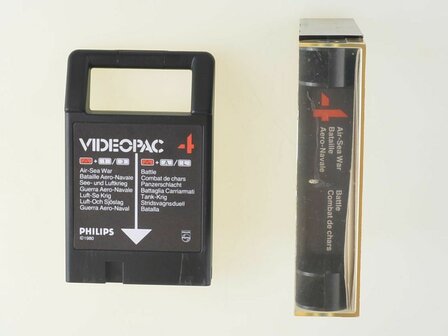 VIDEOPAC 4
Air-Sea War
Bataille Aero-Navale
See- und Luftkrieg
Guerra Aero-Navale
Luft-Sø Krig
Luft-Och Sjöslag
Guerra Aero-Naval
Battle
Combat de chars
Panzerschlacht
Battaglia Carriarmati
Tank-Krig
Stridsvagnsduell
Batalla
PHILIPS
©1980
4
Air-Sea War
Bataille
Aero-Navale
Battle
Combat de chars